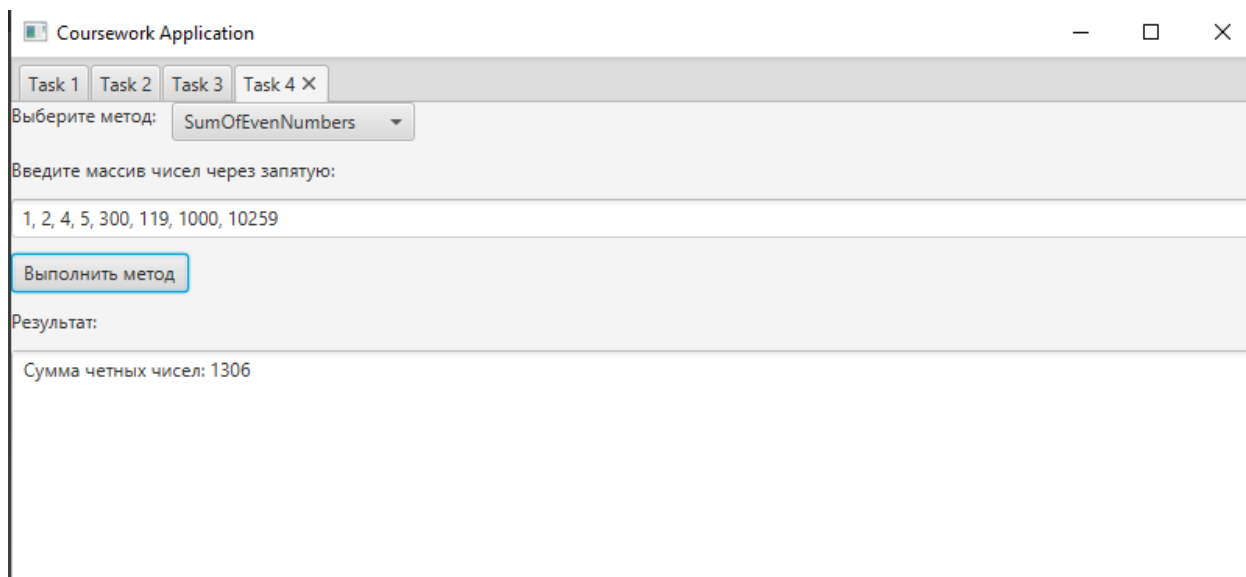 Coursework Application
Task 1 Task 2 Task 3 Task 4
Выберите метод: SumOfEvenNumbers
Введите массив чисел через запятую:
1, 2, 4, 5, 300, 119, 1000, 10259
Выполнить метод
Результат:
Сумма четных чисел: 1306